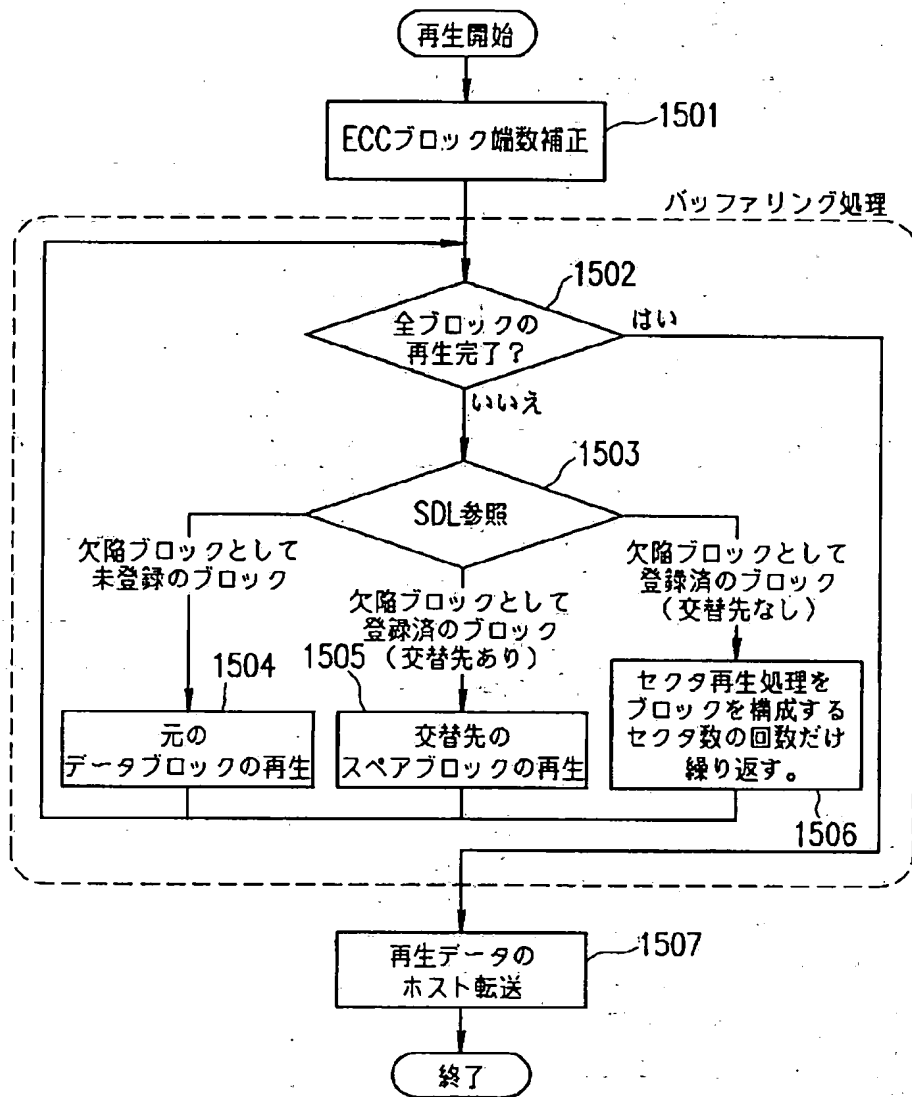 再生開始
1501
ECCブロック端数補正
バッファリング処理
1502
全ブロックの
再生完了?
はい
いいえ
1503
SDL参照
欠陥ブロックとして
未登録のブロック
欠陥ブロックとして
登録済のブロック
(交替先あり)
欠陥ブロックとして
登録済のブロック
(交替先なし)
1504
元の
データブロックの再生
1505
交替先の
スペアブロックの再生
セクタ再生処理を
ブロックを構成する
セクタ数の回数だけ
繰り返す。
1506
1507
再生データの
ホスト転送
終了